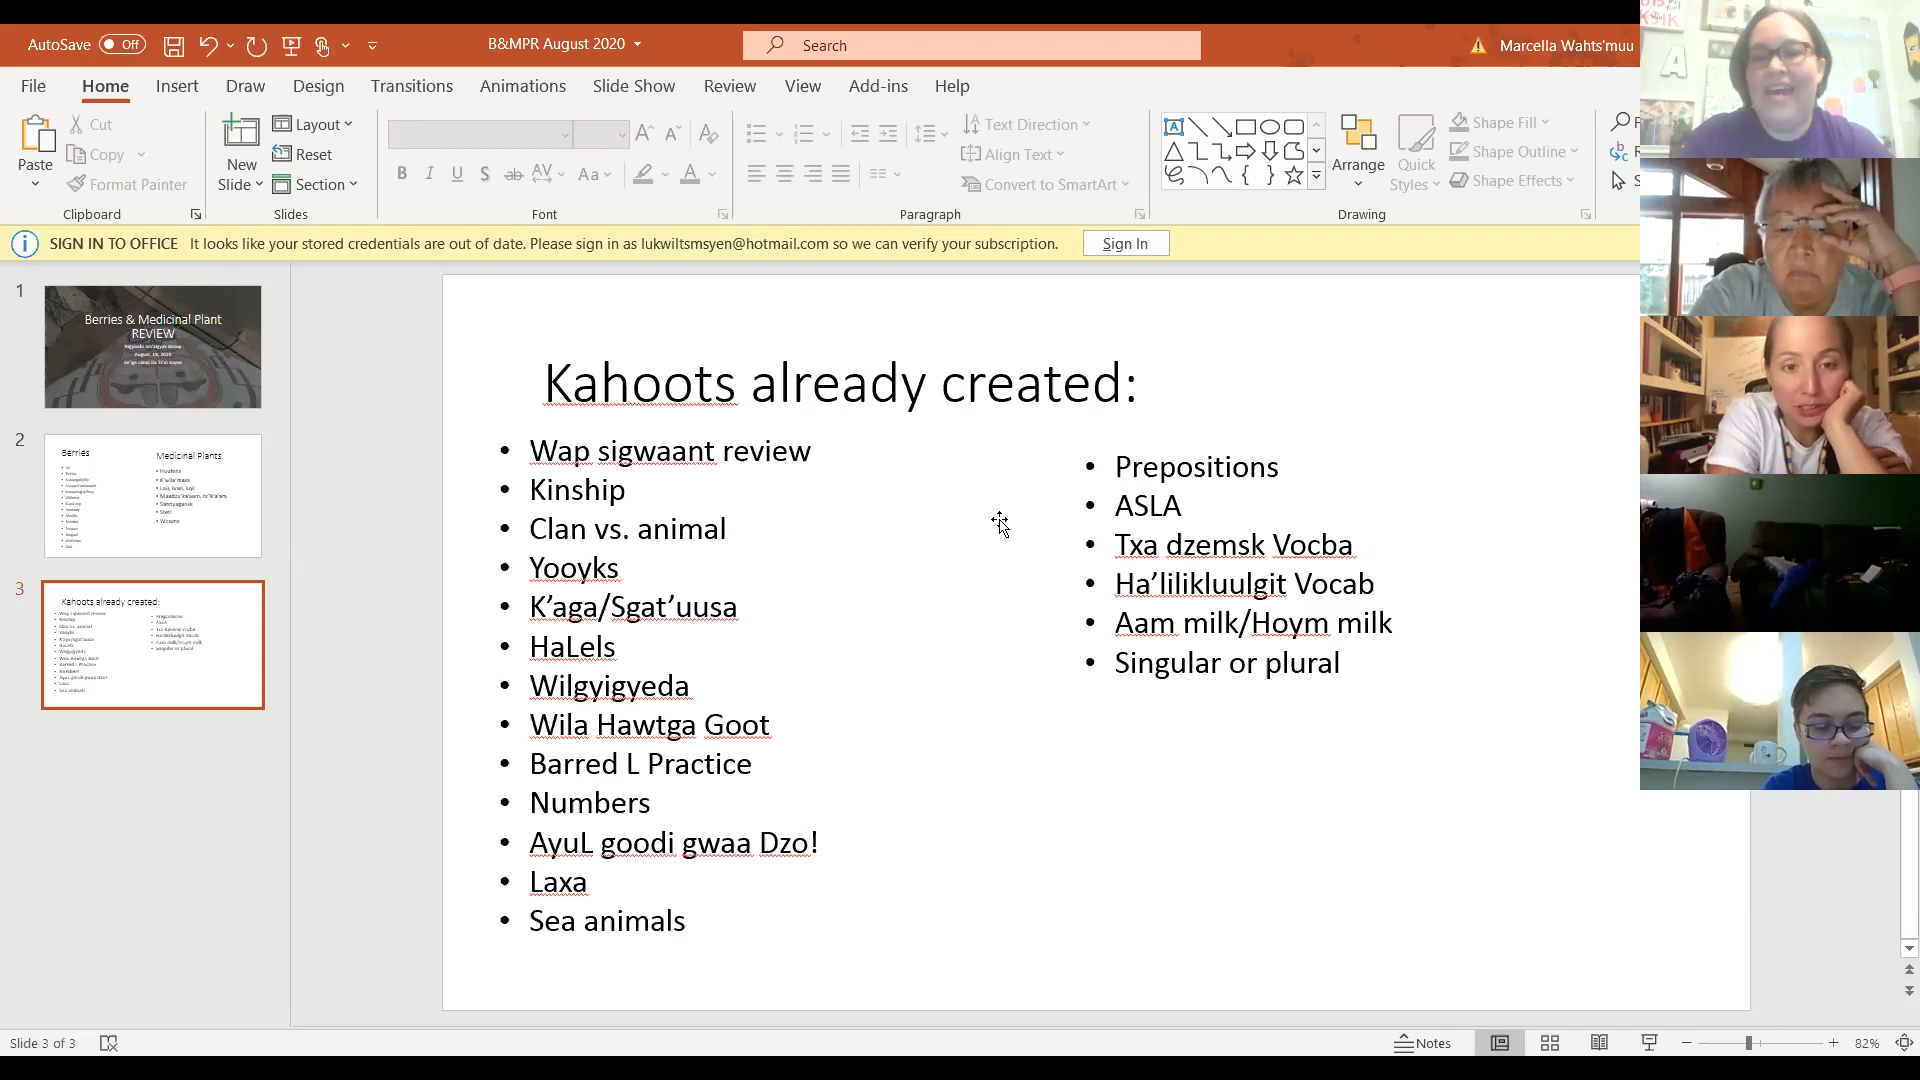 AutoSave Off
B&MPR August 2020
Search
Marcella Wahts'muu
File Home Insert Draw Design Transitions Animations Slide Show Review View Add-ins Help
Paste
Cut
Copy
Format Painter
Clipboard
New Slide
Layout
Reset
Section
Slides
Font
Text Direction
Align Text
Convert to SmartArt
Paragraph
Arrange
Quick Styles
Shape Fill
Shape Outline
Shape Effects
Drawing
SIGN IN TO OFFICE It looks like your stored credentials are out of date. Please sign in as lukwiltsmsyen@hotmail.com so we can verify your subscription. Sign In
1
Berries & Medicinal Plant
REVIEW
August, 19, 2020
2
Berries
Medicinal Plants
3
Kahoots already created:
Kahoots already created:
• Wap sigwaant review
• Kinship
• Clan vs. animal
• Yooyks
• K’aga/Sgat’uusa
• HaLels
• Wilgyigyeda
• Wila Hawtga Goot
• Barred L Practice
• Numbers
• AyuL goodi gwaa Dzo!
• Laxa
• Sea animals
• Prepositions
• ASLA
• Txa dzemsk Vocba
• Ha’lilikluulgit Vocab
• Aam milk/Hoym milk
• Singular or plural
Slide 3 of 3
Notes
82%